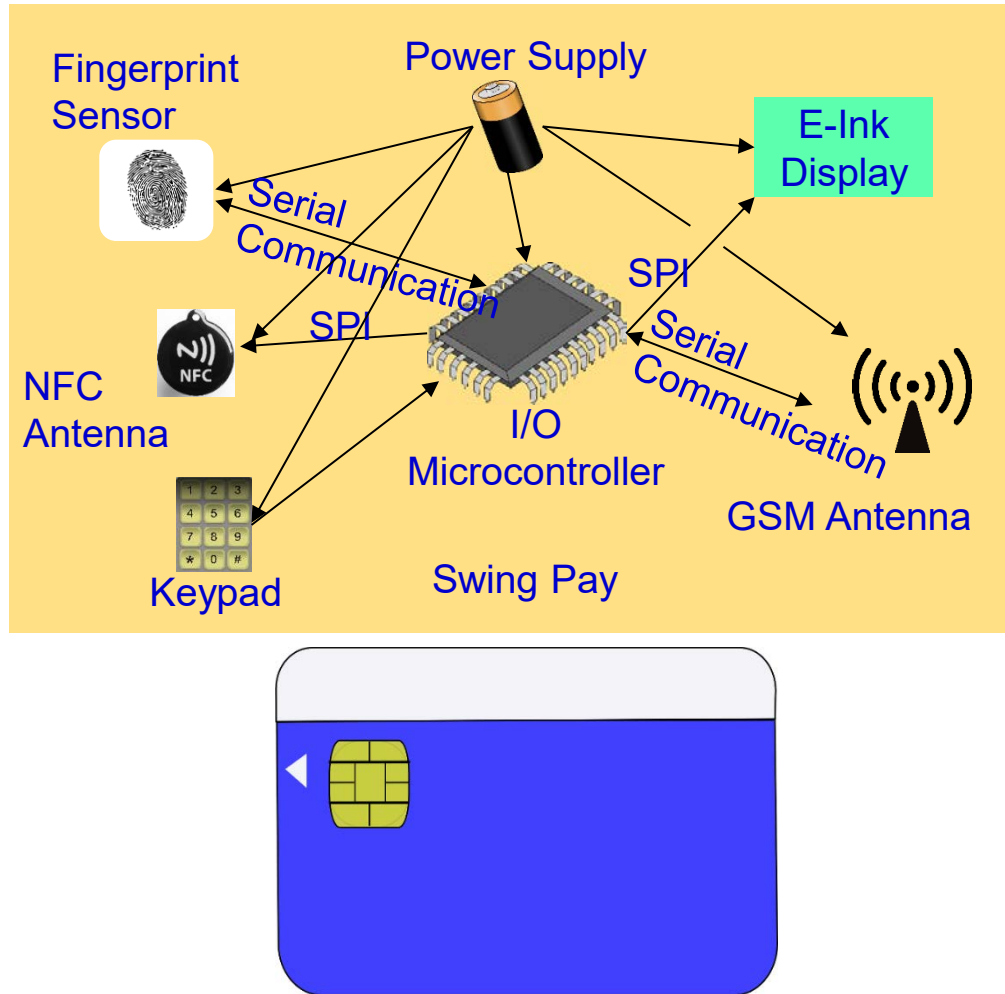 Fingerprint
Sensor
Power Supply
E-Ink
Display
Serial
Communication
SPI
SPI
Serial
Communication
NFC
NFC
Antenna
I/O
Microcontroller
GSM Antenna
1 2 3
4 5 6
7 8 9
* 0 #
Keypad
Swing Pay